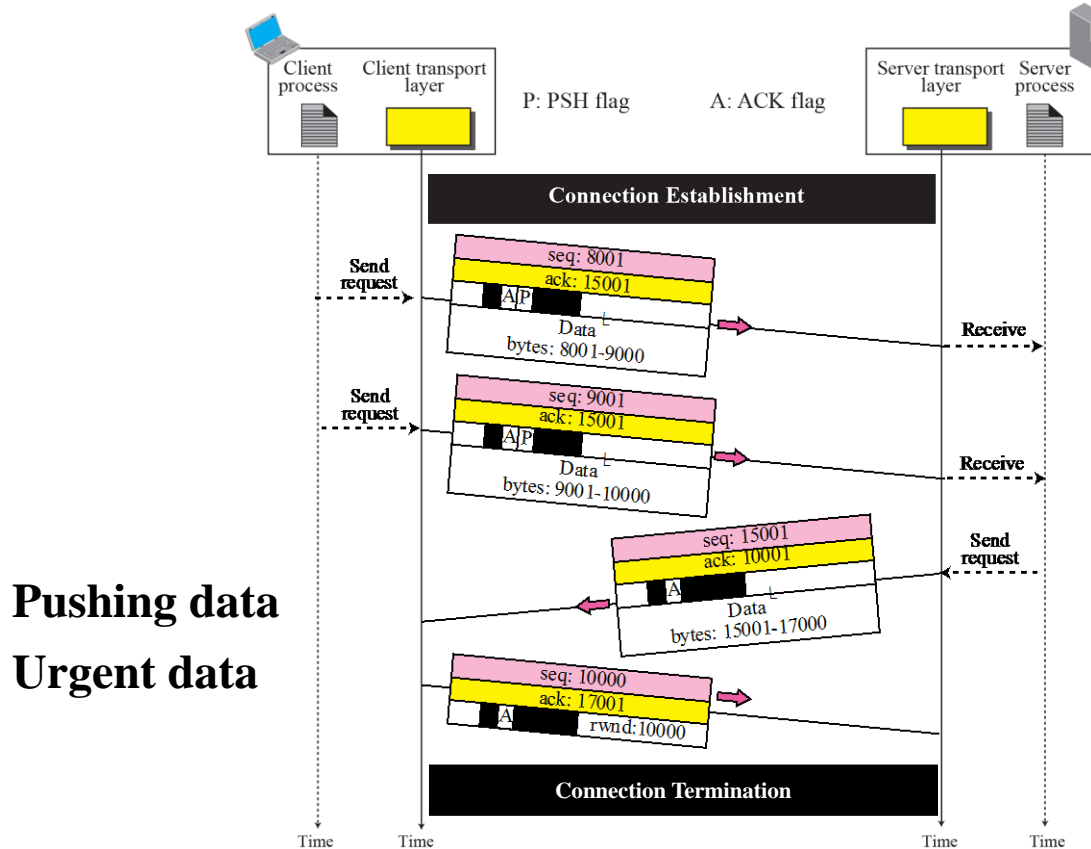 Client process
Client transport layer
P: PSH flag
A: ACK flag
Server transport layer
Server process
Connection Establishment
Send request
seq: 8001
ack: 15001
A P
Data
bytes: 8001-9000
Receive
Send request
seq: 9001
ack: 15001
A P
Data
bytes: 9001-10000
Receive
seq: 15001
ack: 10001
A
Data
bytes: 15001-17000
Send request
Pushing data
Urgent data
seq: 10000
ack: 17001
A
rwnd:10000
Connection Termination
Time
Time
Time
Time